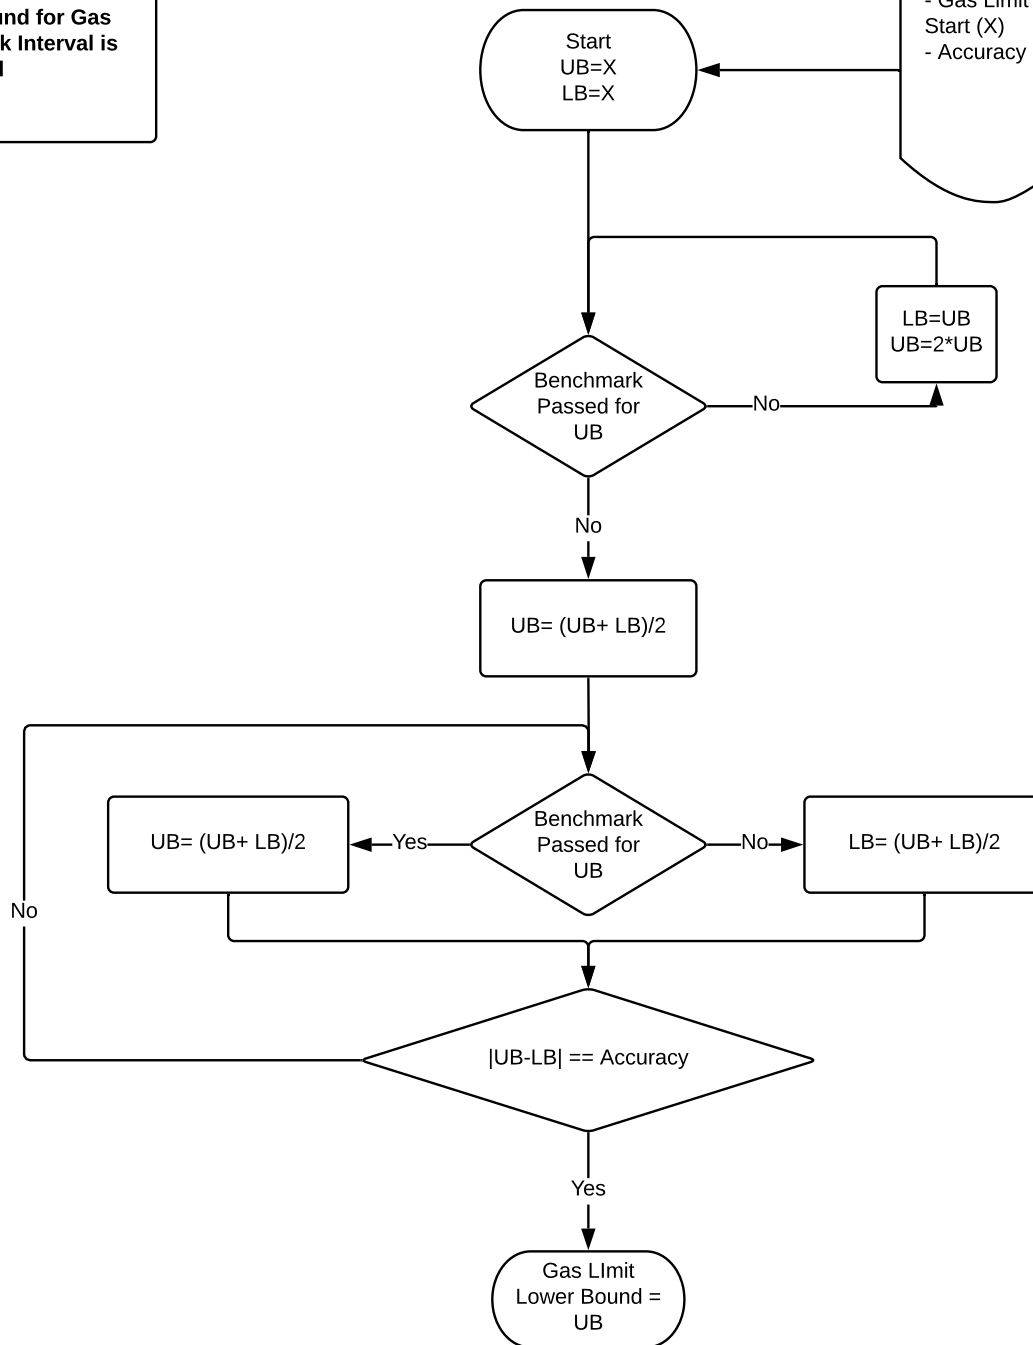 for Gas
Interval is
- Gas Limit
Start (X)
- Accuracy
Start
UB=X
LB=X
LB=UB
UB=2*UB
Benchmark
Passed for
UB
No
No
UB= (UB+ LB)/2
Benchmark
Passed for
UB
Yes
No
UB= (UB+ LB)/2
LB= (UB+ LB)/2
No
|UB-LB| == Accuracy
Yes
Gas LImit
Lower Bound =
UB